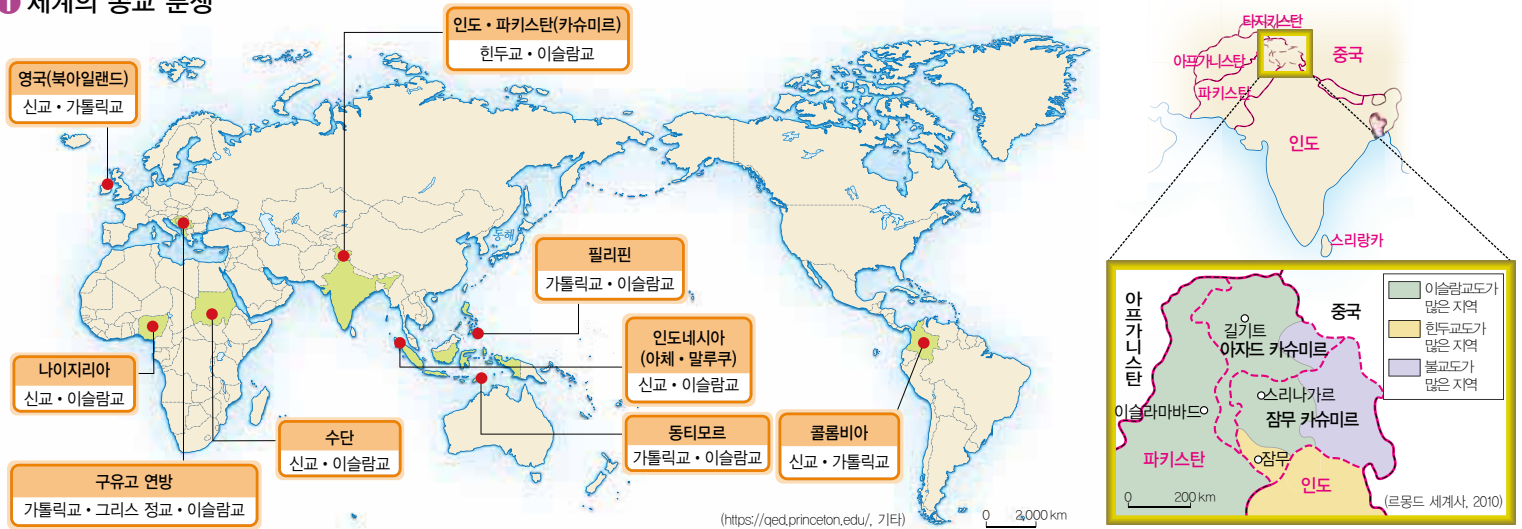 1 세계의 종교 분쟁
인도・파키스탄(카슈미르)
힌두교・이슬람교
영국(북아일랜드)
신교・가톨릭교
동해
필리핀
가톨릭교・이슬람교
인도네시아
(아체・말루쿠)
신교・이슬람교
나이지리아
신교・이슬람교
수단
신교・이슬람교
동티모르
가톨릭교・이슬람교
콜롬비아
신교・가톨릭교
구유고 연방
가톨릭교・그리스 정교・이슬람교
(https://qed.princeton.edu/, 기타)
0 2,000 km
타지키스탄
아프가니스탄
중국
파키스탄
인도
스리랑카
아프가니스탄
중국
길기트
아자드 카슈미르
스리나가르
잠무 카슈미르
이슬라마바드
잠무
파키스탄
인도
0 200 km
이슬람교도가
많은 지역
힌두교도가
많은 지역
불교도가
많은 지역
(르몽드 세계사, 2010)